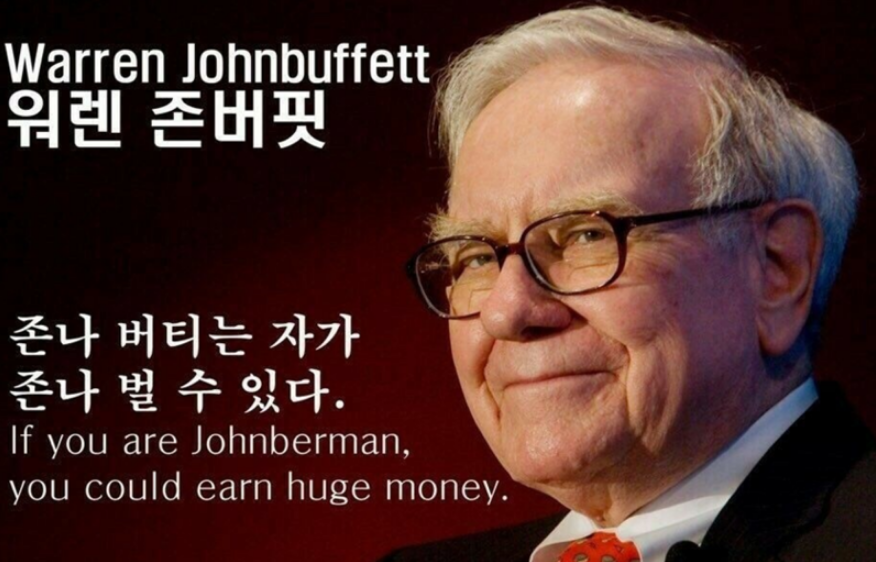 Warren Johnbuffett
워렌 존버핏
존나 버티는 자가
존나 벌 수 있다.
If you are Johnberman,
you could earn huge money.